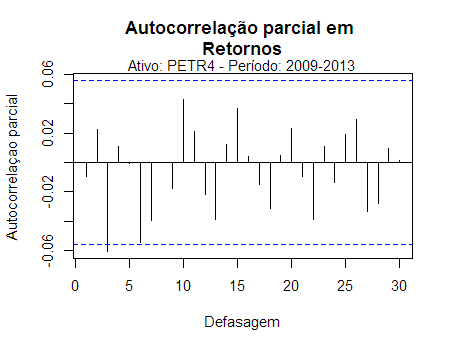 Autocorrelação parcial em
Retornos
Ativo: PETR4 - Período: 2009-2013
Autocorrelaçao parcial
0.06
0.02
-0.02
-0.06
0 5 10 15 20 25 30
Defasagem